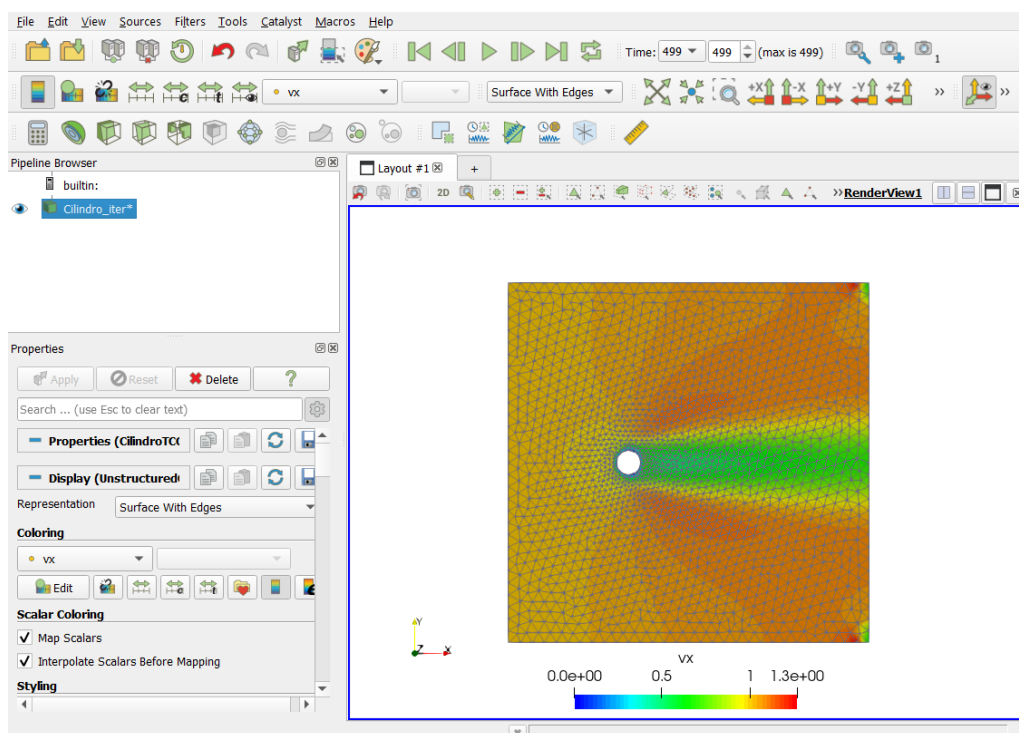 File Edit View Sources Filters Tools Catalyst Macros Help
Time: 499 499 (max is 499) 1
vx Surface With Edges +X -X +Y -Y +Z » »
Pipeline Browser
builtin:
Cilindro_iter*
Layout #1 +
2D »RenderView1
Properties
Apply Reset Delete ?
Search ... (use Esc to clear text)
Properties (CilindroTC(
Display (Unstructured(
Representation Surface With Edges
Coloring
vx
Edit
Scalar Coloring
Map Scalars
Interpolate Scalars Before Mapping
Styling
Y
Z X
vx
0.0e+00 0.5 1 1.3e+00